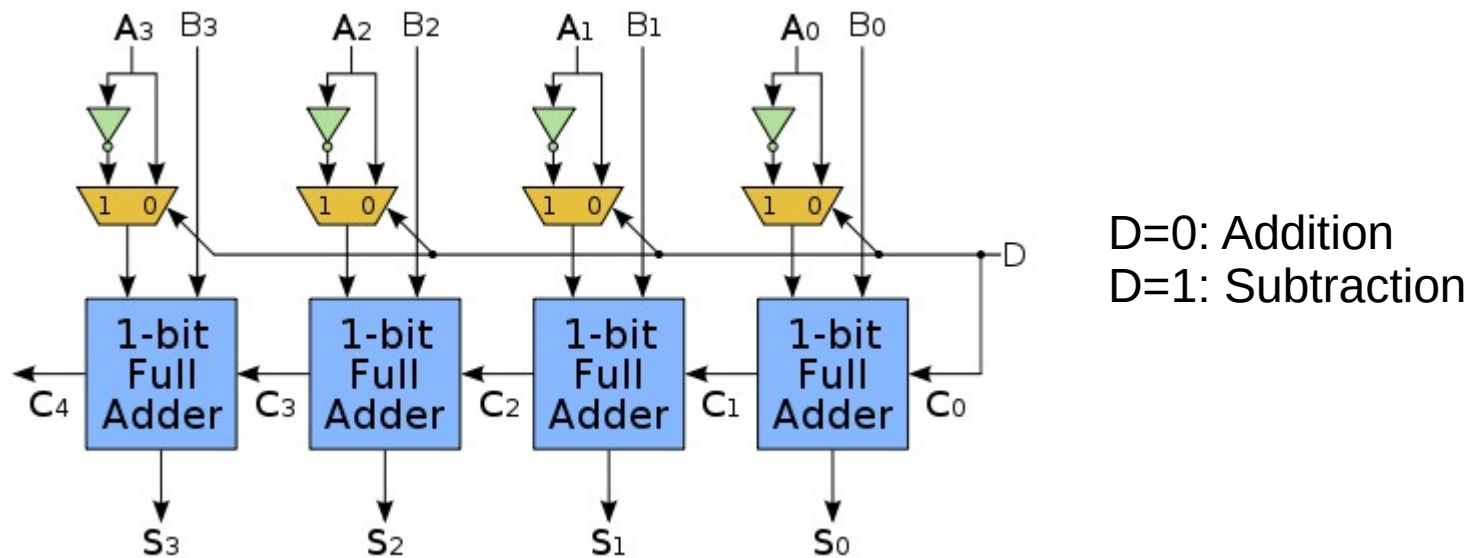 A3 B3 A2 B2 A1 B1 A0 B0
1 0 1 0 1 0 1 0
D
D=0: Addition
D=1: Subtraction
1-bit Full Adder
1-bit Full Adder
1-bit Full Adder
1-bit Full Adder
C4 C3 C2 C1 C0
S3 S2 S1 S0